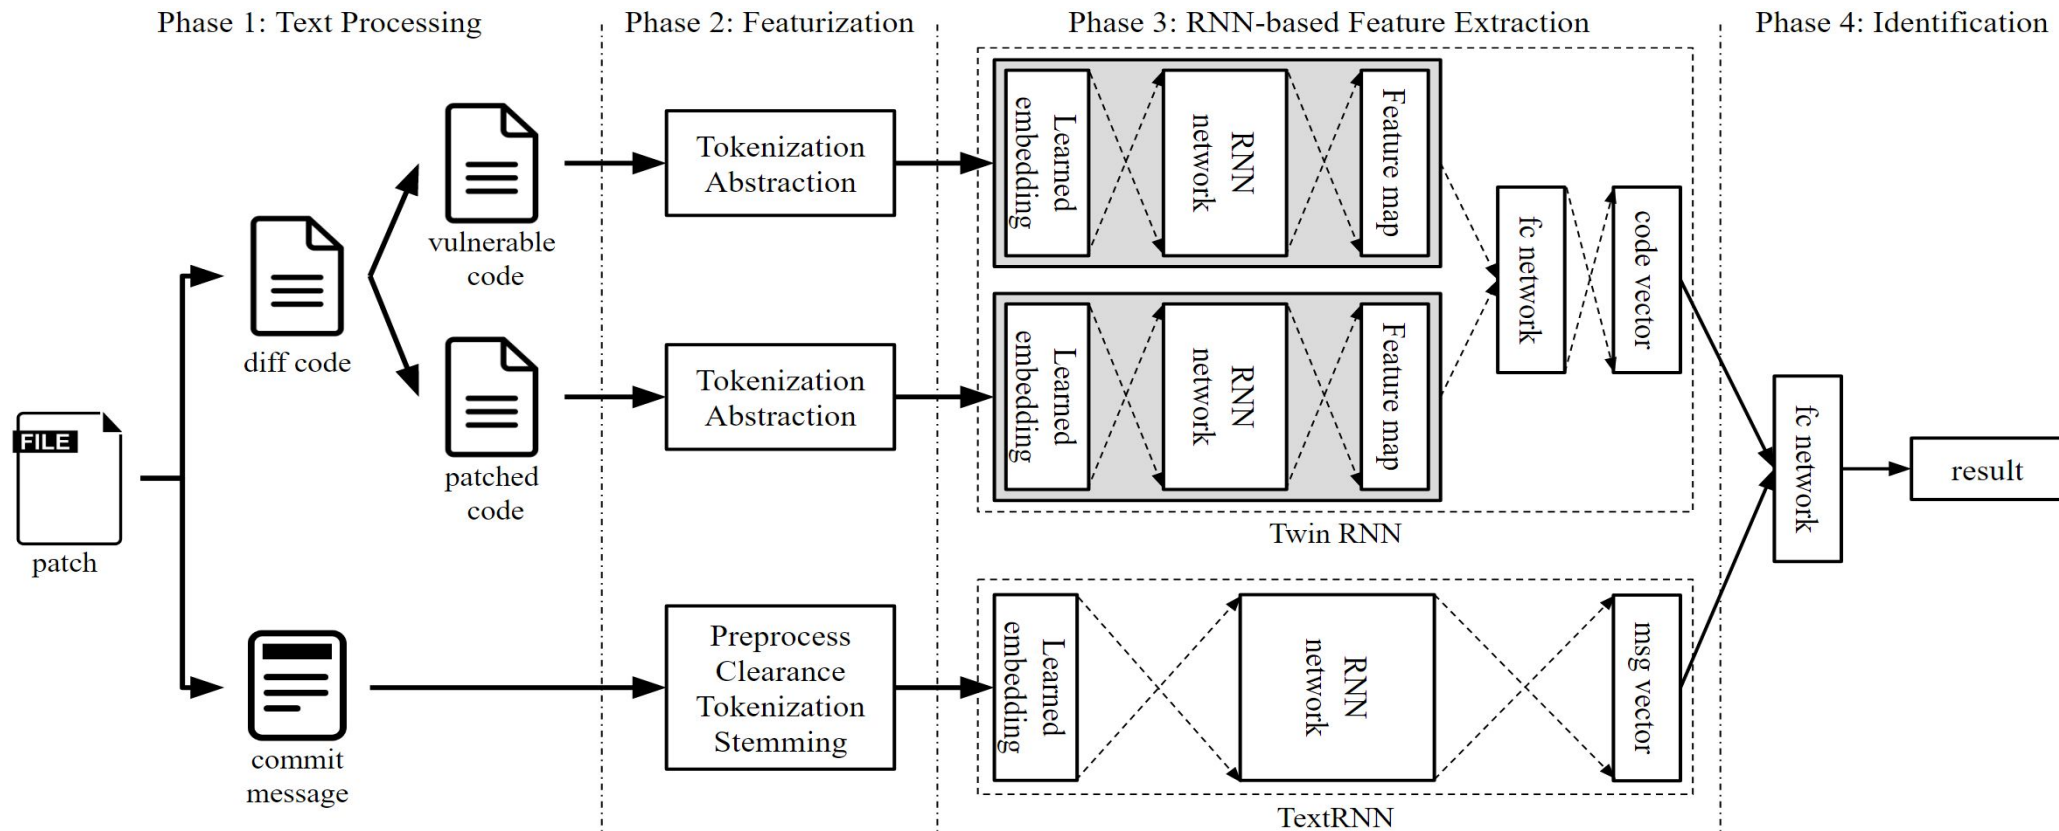 Phase 1: Text Processing
Phase 2: Featurization
Phase 3: RNN-based Feature Extraction
Phase 4: Identification
FILE
patch
diff code
vulnerable
code
patched
code
commit
message
Tokenization
Abstraction
Tokenization
Abstraction
Preprocess
Clearance
Tokenization
Stemming
Learned
embedding
RNN
network
Feature map
Learned
embedding
RNN
network
Feature map
fc network
code vector
Twin RNN
Learned
embedding
RNN
network
msg vector
TextRNN
fc network
result